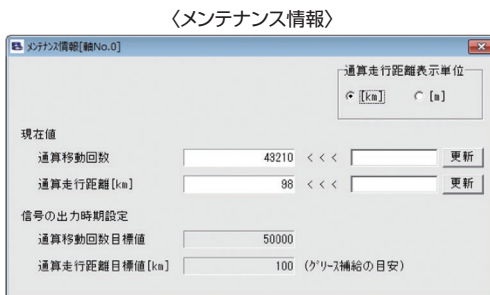 〈メンテナンス情報〉
ﾒﾝﾃﾅﾝｽ情報[軸No.0]
通算走行距離表示単位
[km] [m]
現在値
通算移動回数 43210 < < < 更新
通算走行距離[km] 98 < < < 更新
信号の出力時期設定
通算移動回数目標値 50000
通算走行距離目標値[km] 100 (ｸﾞﾘｰｽ補給の目安)